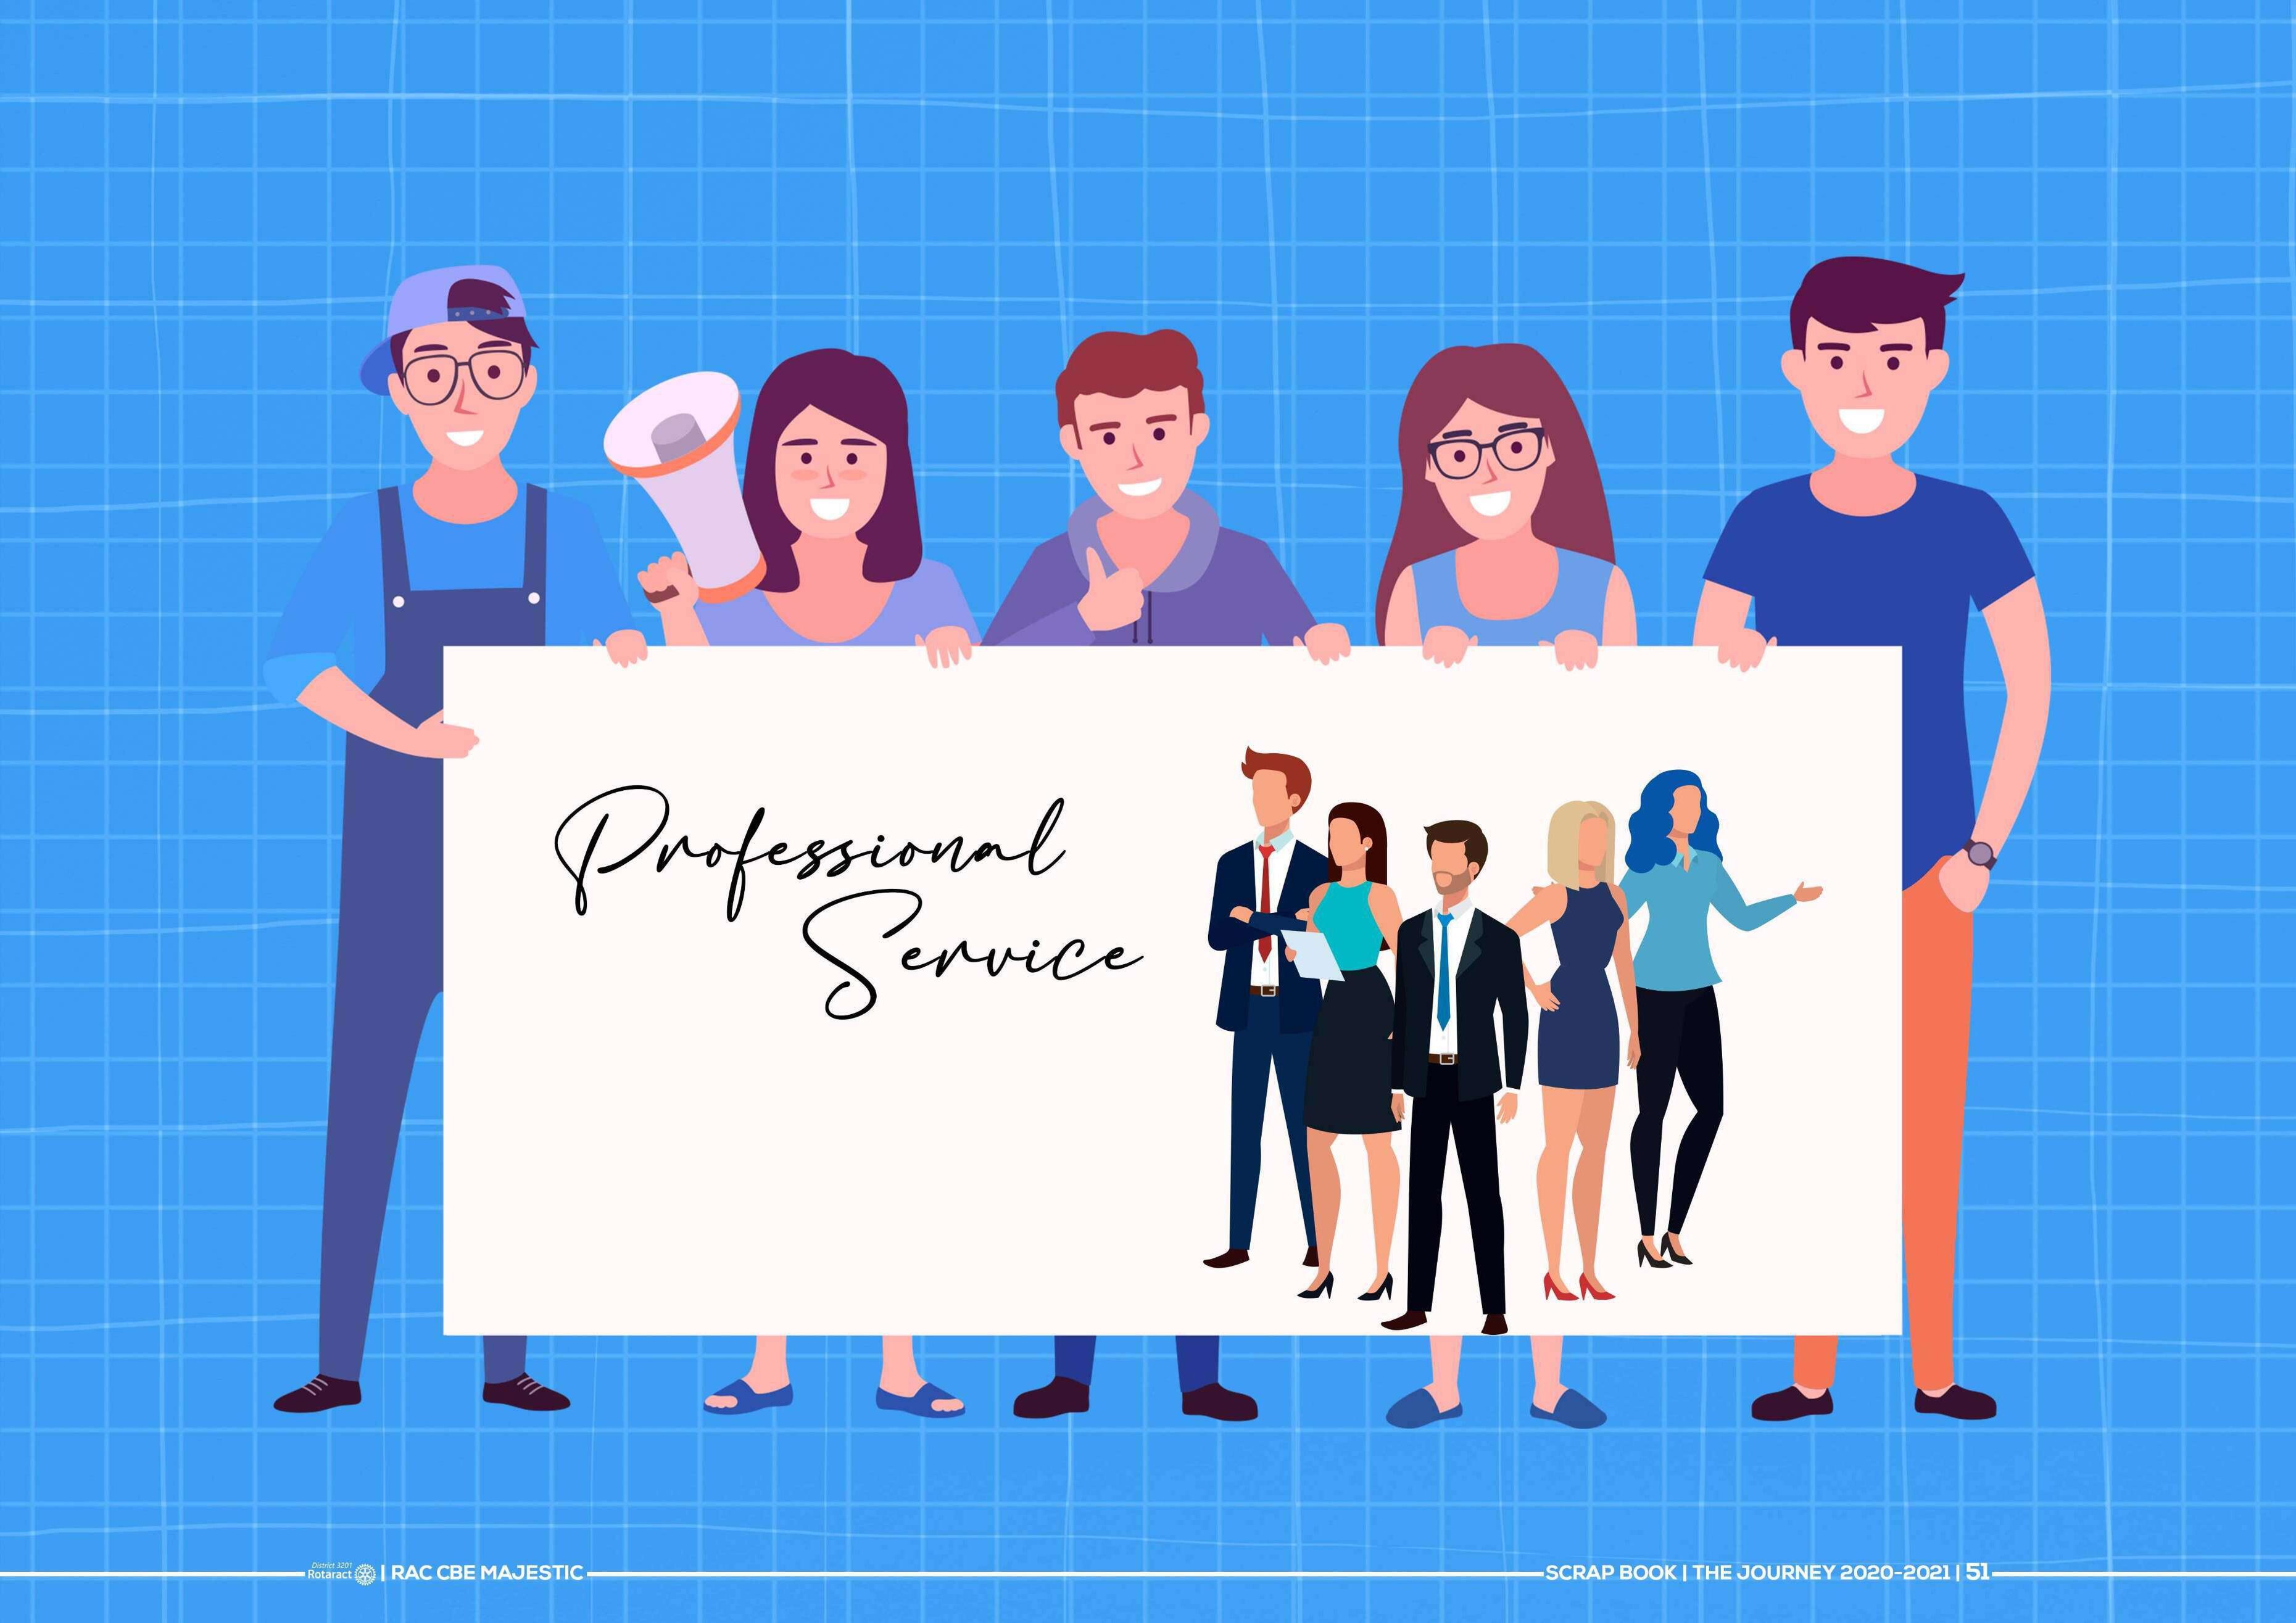 Professional
Service
District 3201
Rotaract | RAC CBE MAJESTIC
SCRAP BOOK | THE JOURNEY 2020-2021 | 51